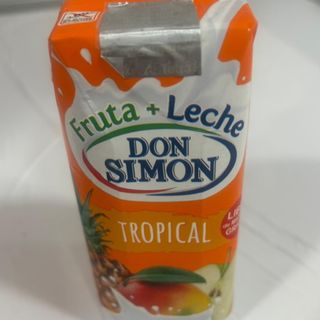 Fruta + Leche
DON
SIMON
TROPICAL